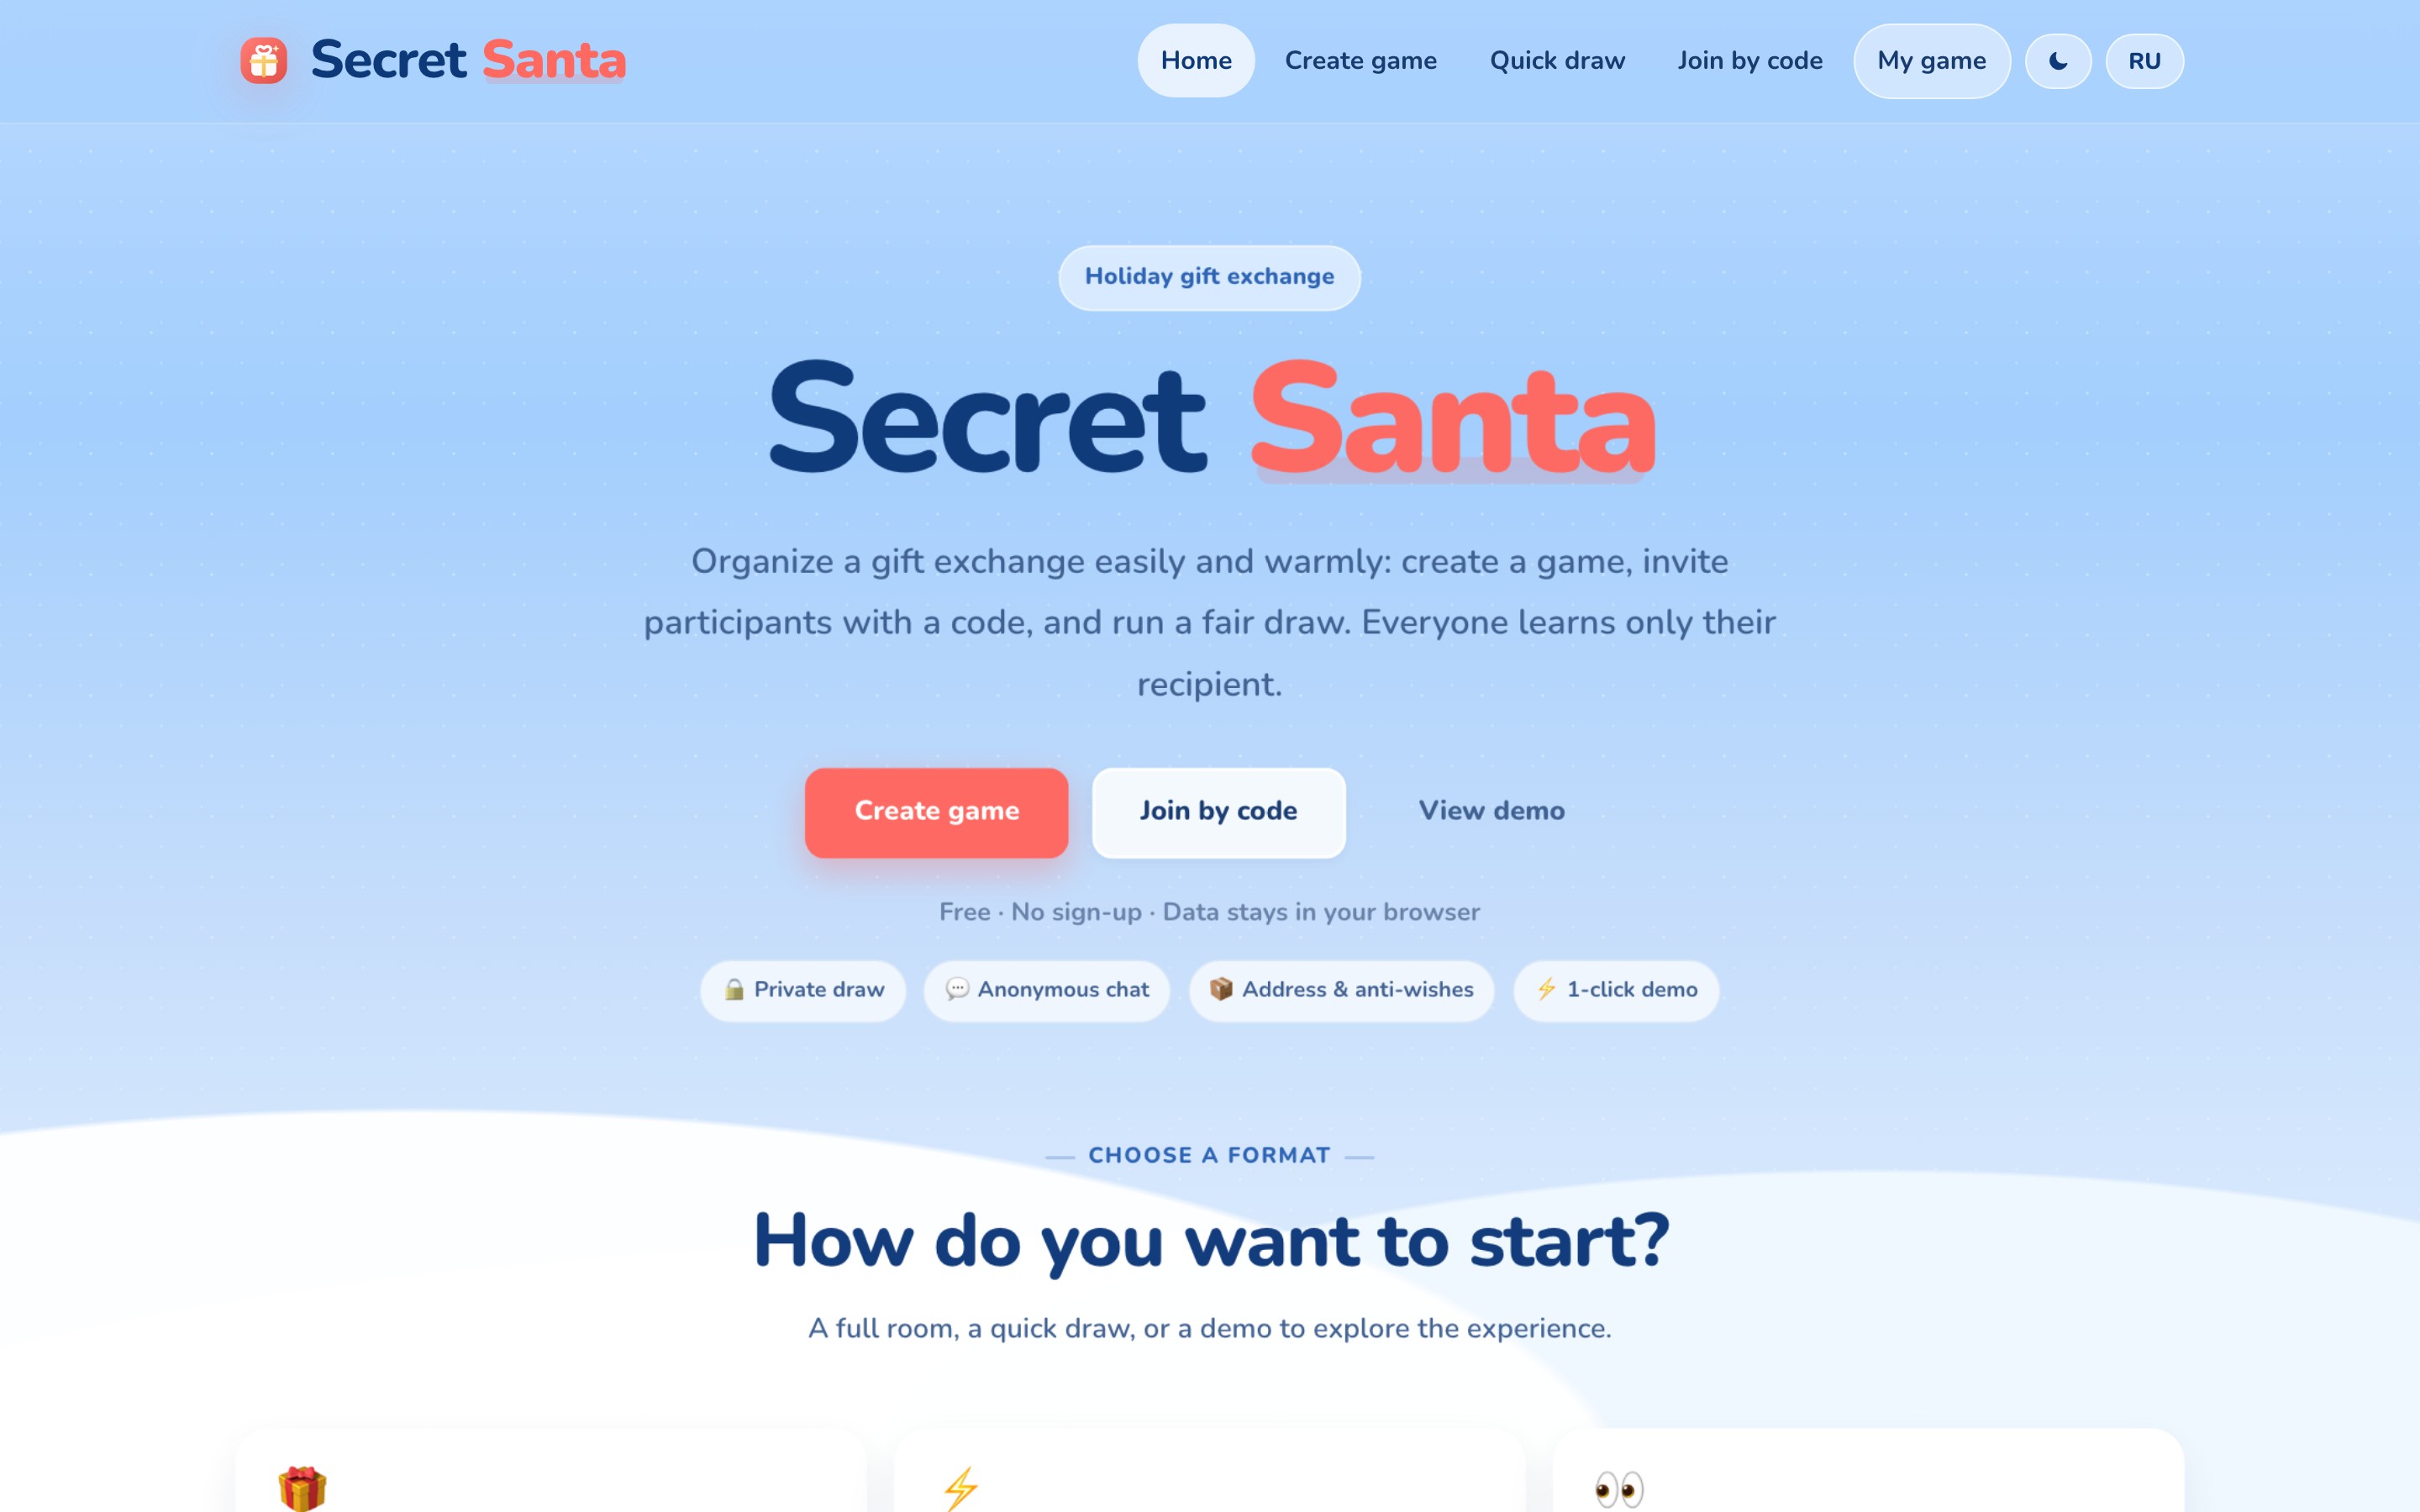 Secret Santa
Home
Create game
Quick draw
Join by code
My game
RU
Holiday gift exchange
Secret Santa
Organize a gift exchange easily and warmly: create a game, invite
participants with a code, and run a fair draw. Everyone learns only their
recipient.
Create game
Join by code
View demo
Free · No sign-up · Data stays in your browser
Private draw
Anonymous chat
Address & anti-wishes
1-click demo
CHOOSE A FORMAT
How do you want to start?
A full room, a quick draw, or a demo to explore the experience.